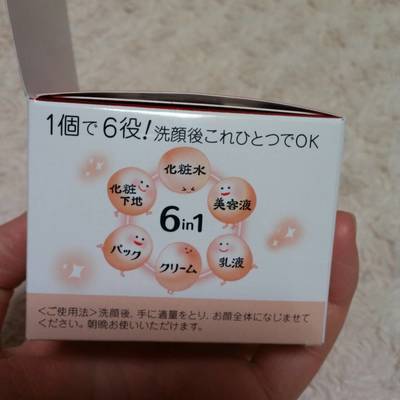 1個で6役!洗顔後これひとつでOK
化粧水
化粧
下地
美容液
6in1
パック
クリーム
乳液
<ご使用法>洗顔後、手に適量をとり、お顔全体になじませて
ください。朝晩お使いいただけます。